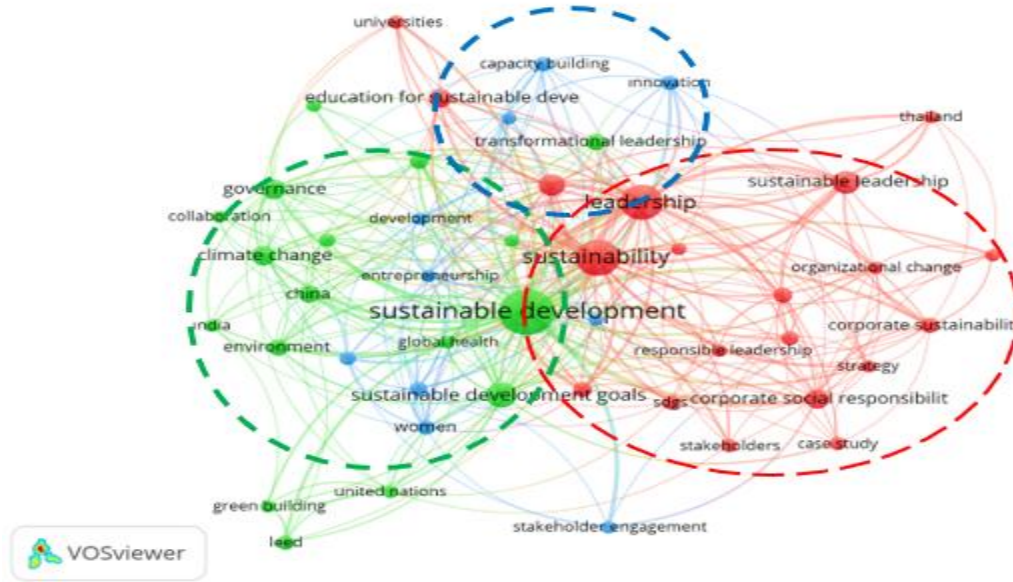 universities
capacity building
innovation
education for sustainable deve
thailand
transformational leadership
governance
sustainable leadership
leadership
collaboration
development
climate change
sustainability
organizational change
entrepreneurship
china
sustainable development
india
corporate sustainabilit
environment
global health
responsible leadership
strategy
sustainable development goals
sdgs
corporate social responsibilit
women
stakeholders
case study
united nations
green building
stakeholder engagement
leed
VOSviewer